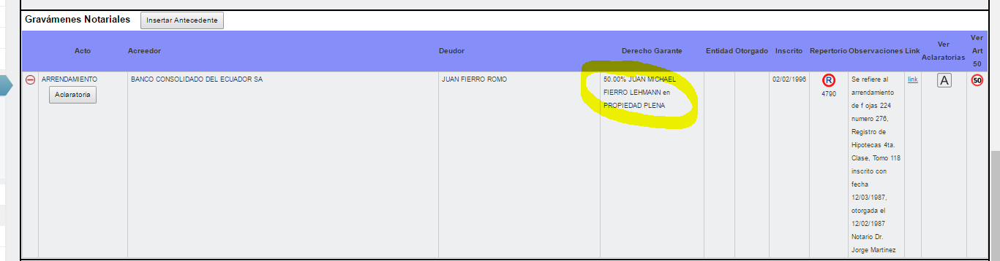 Gravámenes Notariales Insertar Antecedente
Acto Acreedor Deudor Derecho Garante Entidad Otorgado Inscrito Repertorio Observaciones Link Ver Aclaratorias Ver Art 50
ARRENDAMIENTO
Aclaratoria
BANCO CONSOLIDADO DEL ECUADOR SA
JUAN FIERRO ROMO
50.00% JUAN MICHAEL
FIERRO LEHMANN en
PROPIEDAD PLENA
02/02/1996
R
4790
Se refiere al
arrendamiento
de f ojas 224
numero 276,
Registro de
Hipotecas 4ta.
Clase, Tomo 118
inscrito con
fecha
12/03/1987,
otorgada el
12/02/1987
Notario Dr.
Jorge Martinez
link
A
50